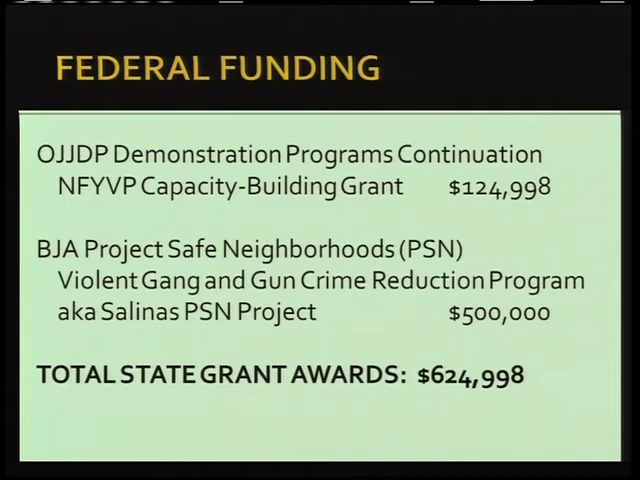 FEDERAL FUNDING
OJJDP Demonstration Programs Continuation
NFYVP Capacity-Building Grant $124,998
BJA Project Safe Neighborhoods (PSN)
Violent Gang and Gun Crime Reduction Program
aka Salinas PSN Project $500,000
TOTAL STATE GRANT AWARDS: $624,998